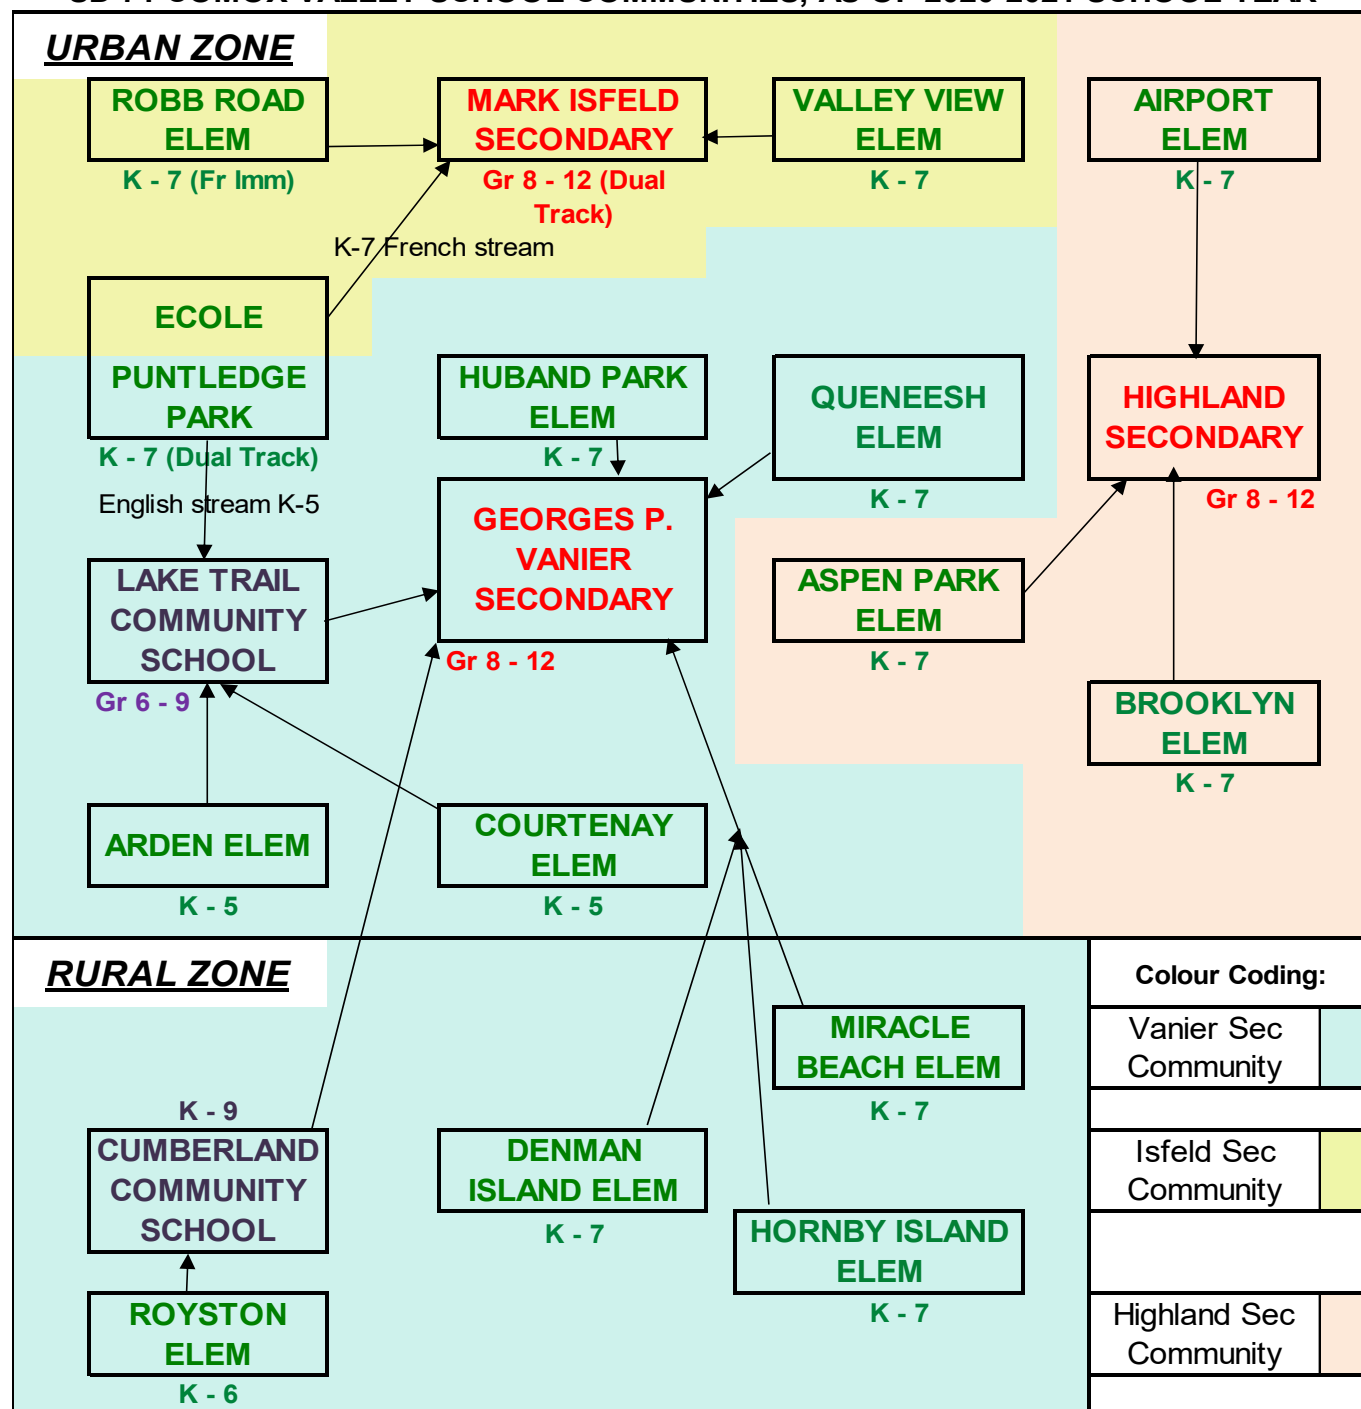 URBAN ZONE
ROBB ROAD
ELEM
K - 7 (Fr Imm)
MARK ISFELD
SECONDARY
Gr 8 - 12 (Dual
Track)
VALLEY VIEW
ELEM
K - 7
AIRPORT
ELEM
K - 7
K-7 French stream
ECOLE
PUNTLEDGE
PARK
K - 7 (Dual Track)
English stream K-5
HUBAND PARK
ELEM
K - 7
QUENEESH
ELEM
K - 7
HIGHLAND
SECONDARY
Gr 8 - 12
GEORGES P.
VANIER
SECONDARY
Gr 8 - 12
LAKE TRAIL
COMMUNITY
SCHOOL
Gr 6 - 9
ASPEN PARK
ELEM
K - 7
BROOKLYN
ELEM
K - 7
ARDEN ELEM
K - 5
COURTENAY
ELEM
K - 5
RURAL ZONE
MIRACLE
BEACH ELEM
K - 7
K - 9
CUMBERLAND
COMMUNITY
SCHOOL
DENMAN
ISLAND ELEM
K - 7
HORNBY ISLAND
ELEM
K - 7
ROYSTON
ELEM
K - 6
Colour Coding:
Vanier Sec
Community
Isfeld Sec
Community
Highland Sec
Community